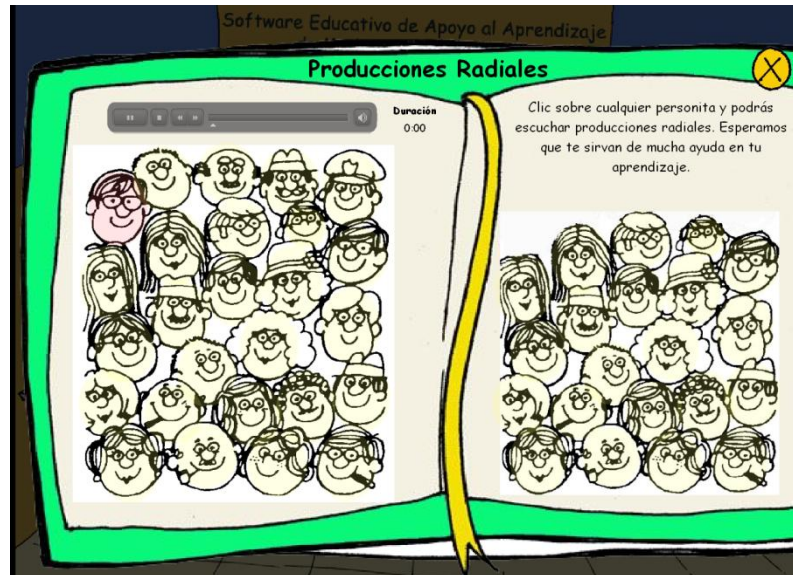 Software Educativo de Apoyo al Aprendizaje
Producciones Radiales
Duración
0:00
Clic sobre cualquier personita y podrás
escuchar producciones radiales. Esperamos
que te sirvan de mucha ayuda en tu
aprendizaje.